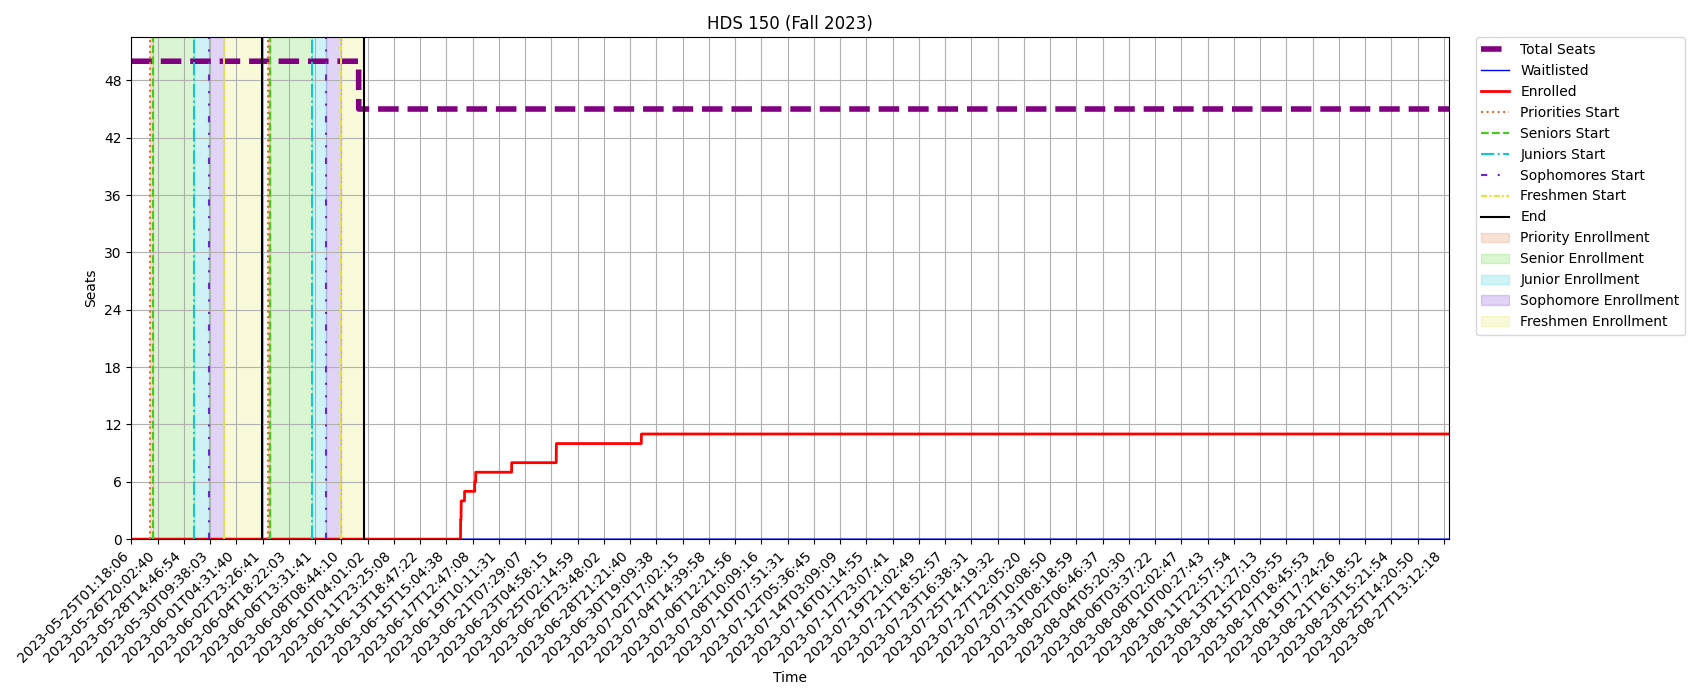 HDS 150 (Fall 2023)
Seats
48
42
36
30
24
18
12
6
0
2023-05-25T01:18:06
2023-05-26T20:02:40
2023-05-28T14:46:54
2023-05-30T09:38:03
2023-06-01T04:31:40
2023-06-02T23:26:41
2023-06-04T18:22:03
2023-06-06T13:31:41
2023-06-08T08:44:10
2023-06-10T04:01:02
2023-06-11T23:25:08
2023-06-13T18:47:22
2023-06-15T15:04:38
2023-06-17T12:47:08
2023-06-19T10:11:31
2023-06-21T07:29:07
2023-06-23T04:58:15
2023-06-25T02:14:59
2023-06-26T23:48:02
2023-06-28T21:21:40
2023-06-30T19:09:38
2023-07-02T17:02:15
2023-07-04T14:39:58
2023-07-06T12:21:56
2023-07-08T10:09:16
2023-07-10T07:51:31
2023-07-12T05:36:45
2023-07-14T03:09:09
2023-07-16T01:14:55
2023-07-17T23:07:41
2023-07-19T21:02:49
2023-07-21T18:52:57
2023-07-23T16:38:31
2023-07-25T14:19:32
2023-07-27T12:05:20
2023-07-29T10:08:50
2023-07-31T08:18:59
2023-08-02T06:46:37
2023-08-04T05:20:30
2023-08-06T03:37:22
2023-08-08T02:02:47
2023-08-10T00:27:43
2023-08-11T22:57:54
2023-08-13T21:27:13
2023-08-15T20:05:55
2023-08-17T18:45:53
2023-08-19T17:24:26
2023-08-21T16:18:52
2023-08-23T15:21:54
2023-08-25T14:20:50
2023-08-27T13:12:18
Time
Total Seats
Waitlisted
Enrolled
Priorities Start
Seniors Start
Juniors Start
Sophomores Start
Freshmen Start
End
Priority Enrollment
Senior Enrollment
Junior Enrollment
Sophomore Enrollment
Freshmen Enrollment